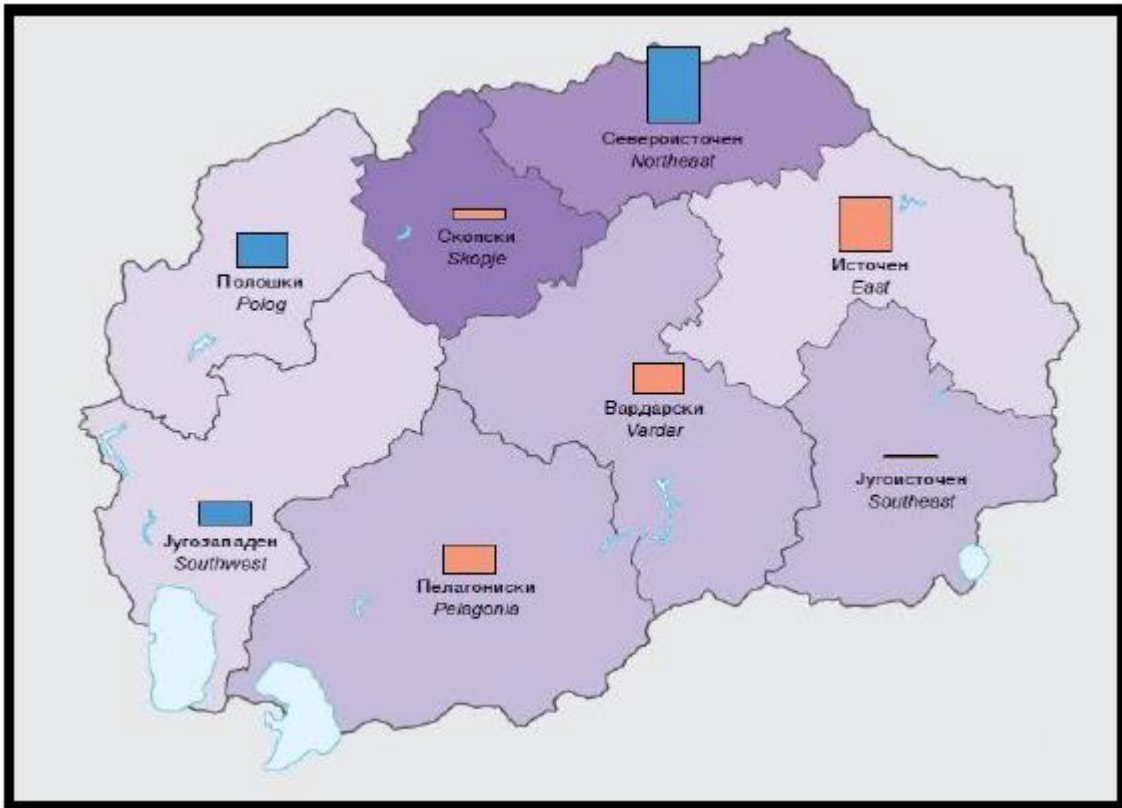 Североисточен
Northeast
Скопски
Skopje
Полошки
Polog
Источен
East
Вардарски
Vardar
Југоисточен
Southeast
Југозападен
Southwest
Пелагониски
Pelagonia